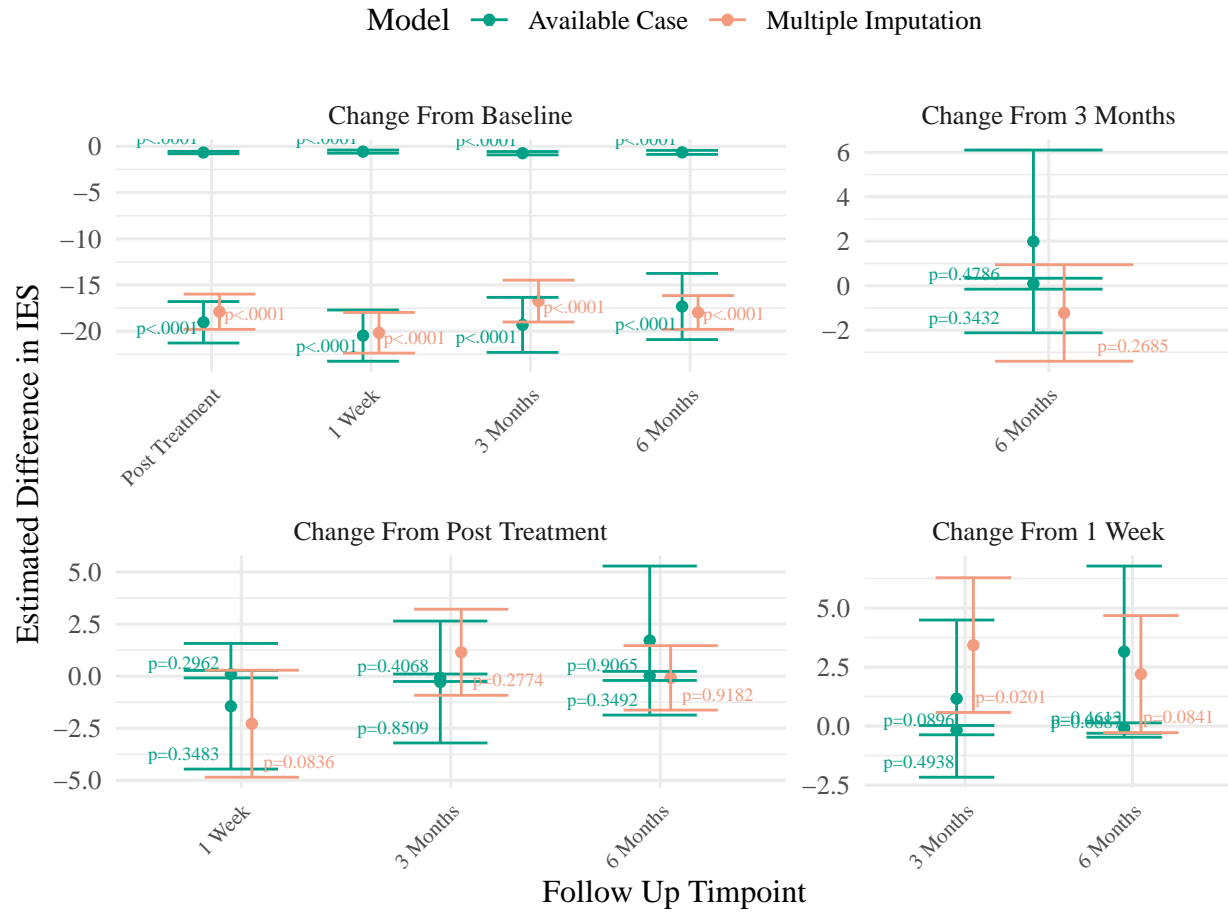 Model Available Case Multiple Imputation
Change From Baseline
0
−5
−10
−15
−20
p<.0001 p<.0001 p<.0001 p<.0001
p<.0001 p<.0001 p<.0001 p<.0001 p<.0001 p<.0001 p<.0001 p<.0001
Post Treatment 1 Week 3 Months 6 Months
Change From 3 Months
6
4
2
0
−2
p=0.4786
p=0.3432
p=0.2685
6 Months
Estimated Difference in IES
Change From Post Treatment
5.0
2.5
0.0
−2.5
−5.0
p=0.2962 p=0.4068 p=0.9065
p=0.2774 p=0.9182
p=0.3483 p=0.8509 p=0.3492
p=0.0836
1 Week 3 Months 6 Months
Change From 1 Week
5.0
2.5
0.0
−2.5
p=0.0201
p=0.0896 p=0.4613 p=0.0841
p=0.4938
3 Months 6 Months
Follow Up Timpoint